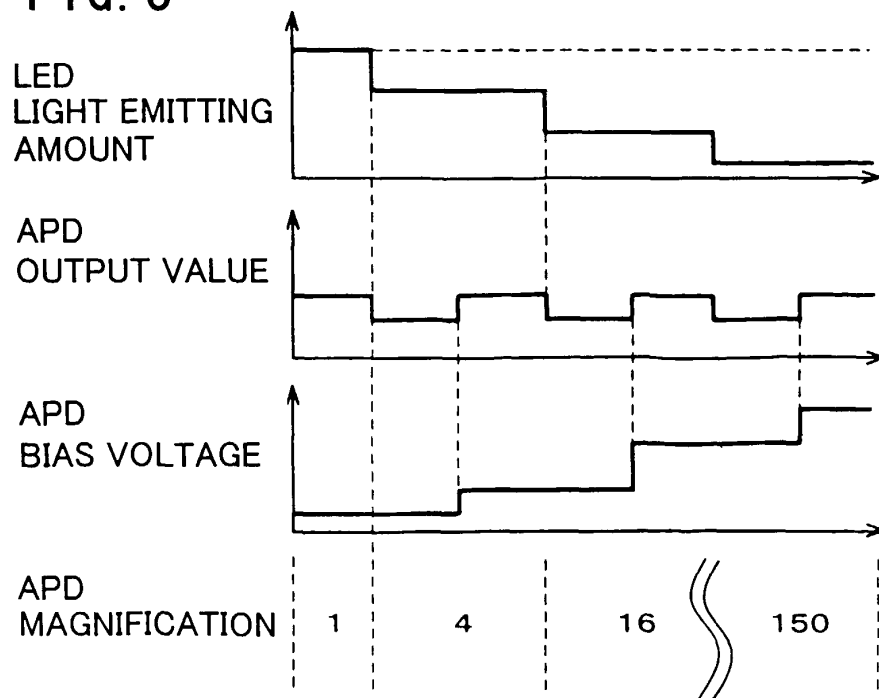 LED
LIGHT EMITTING
AMOUNT
APD
OUTPUT VALUE
APD
BIAS VOLTAGE
APD
MAGNIFICATION 1 4 16 150